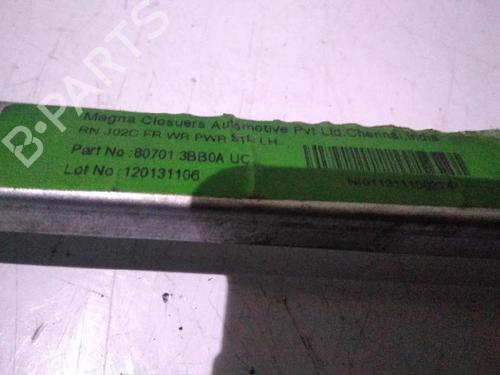 B-PARTS
Magna Closuers Automotive Pvt Ltd.Chennai,India
RN J02C FR WR PWR STF LH
Part No :80701 3BB0A UC
Lot No :120131106